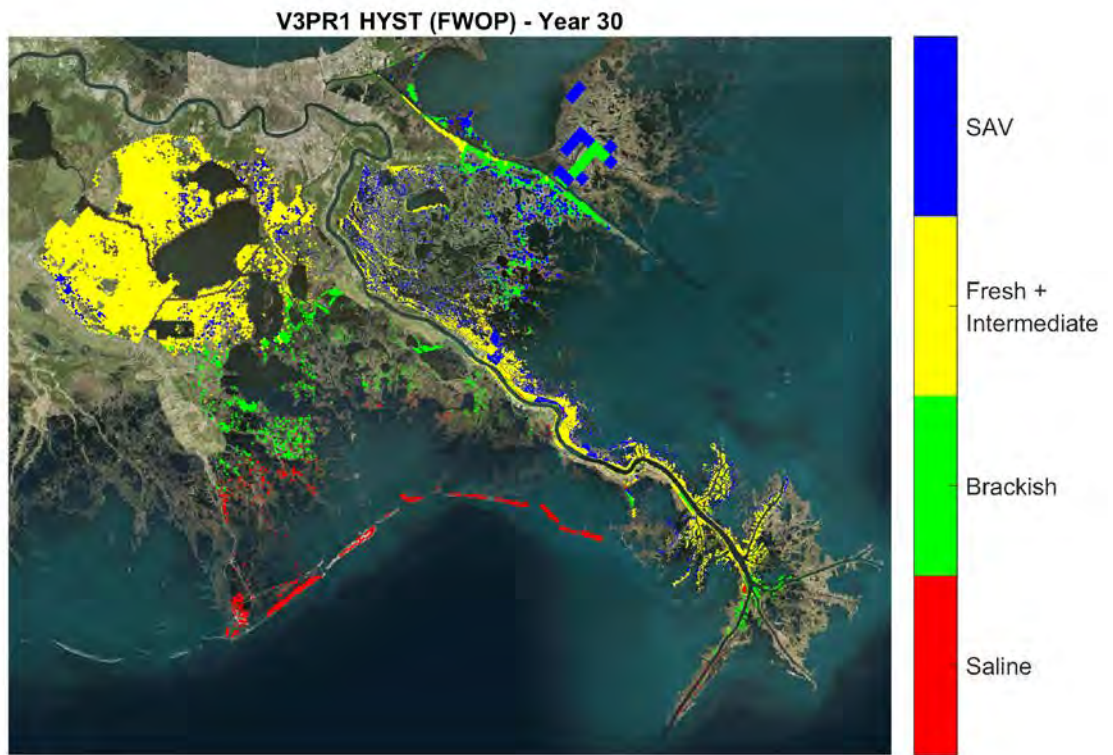 V3PR1 HYST (FWOP) - Year 30
SAV
Fresh +
Intermediate
Brackish
Saline